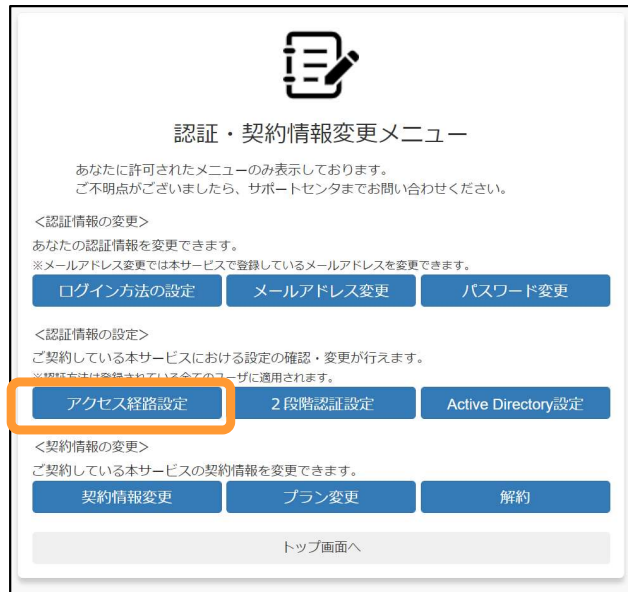 認証・契約情報変更メニュー
あなたに許可されたメニューのみ表示しております。
ご不明点がございましたら、サポートセンタまでお問い合わせください。
＜認証情報の変更＞
あなたの認証情報を変更できます。
※メールアドレス変更では本サービスで登録しているメールアドレスを変更できます。
ログイン方法の設定 メールアドレス変更 パスワード変更
＜認証情報の設定＞
ご契約している本サービスにおける設定の確認・変更が行えます。
※認証方法は登録されている全てのユーザに適用されます。
アクセス経路設定 2段階認証設定 Active Directory設定
＜契約情報の変更＞
ご契約している本サービスの契約情報を変更できます。
契約情報変更 プラン変更 解約
トップ画面へ